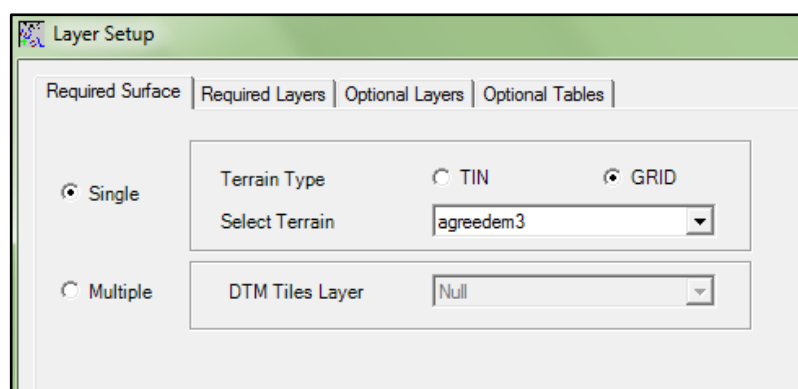 Layer Setup
Required Surface Required Layers Optional Layers Optional Tables
Single
Terrain Type TIN GRID
Select Terrain agreedem3
Multiple DTM Tiles Layer Null